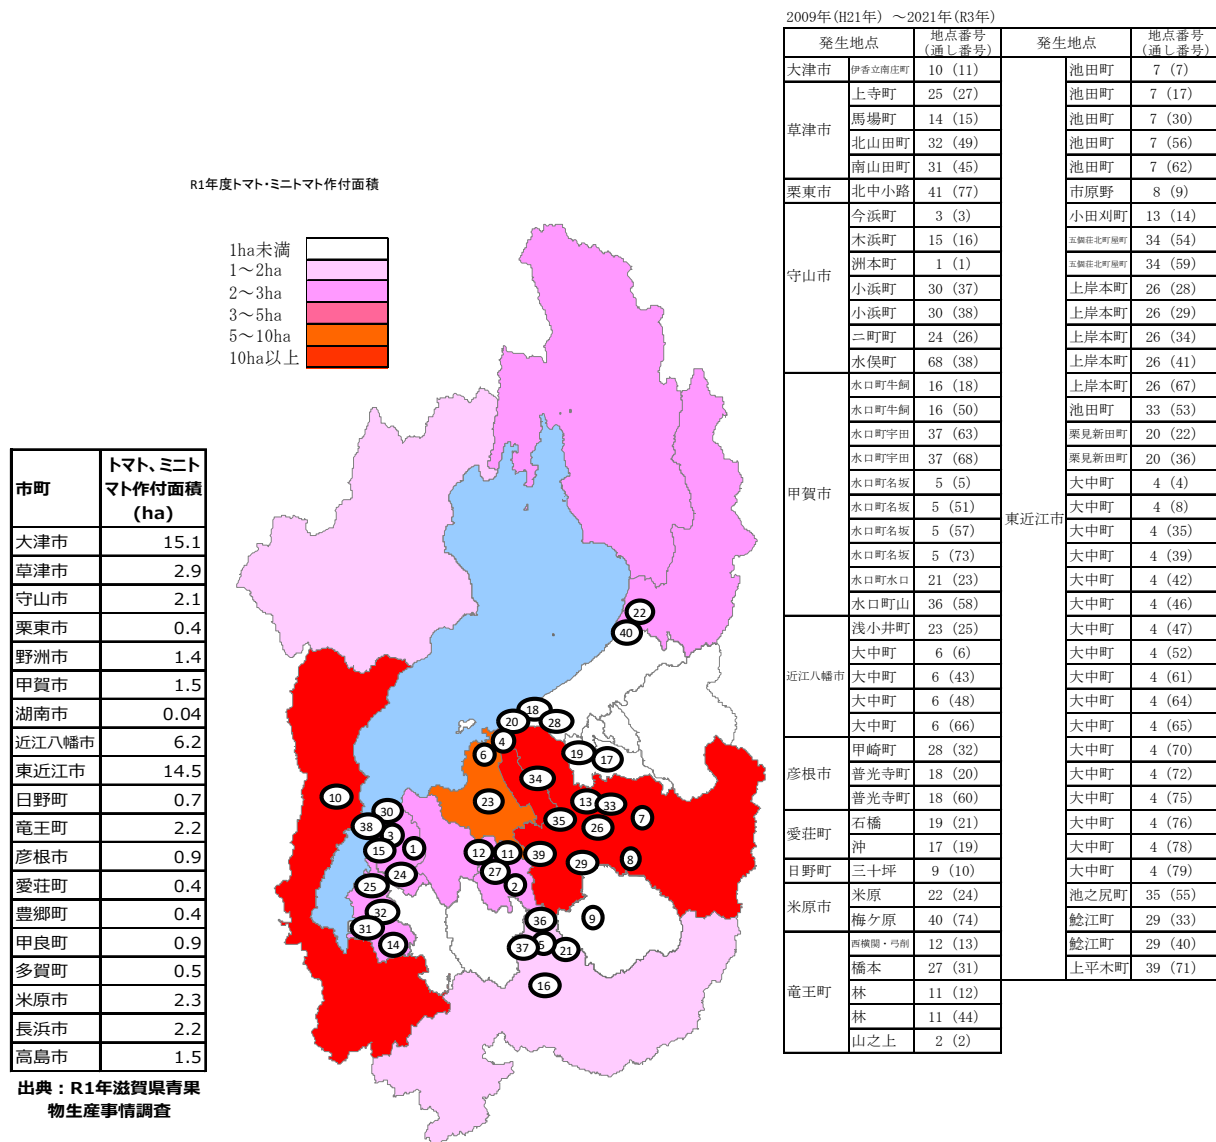 2009年(H21年) ～2021年(R3年)
発生地点 地点番号(通し番号) 発生地点 地点番号(通し番号)
大津市 伊香立南庄町 10 (11) 東近江市 池田町 7 (7)
草津市 上寺町 25 (27) 池田町 7 (17)
馬場町 14 (15) 池田町 7 (30)
北山田町 32 (49) 池田町 7 (56)
南山田町 31 (45) 池田町 7 (62)
栗東市 北中小路 41 (77) 市原野 8 (9)
守山市 今浜町 3 (3) 小田刈町 13 (14)
木浜町 15 (16) 五個荘北町屋町 34 (54)
洲本町 1 (1) 五個荘北町屋町 34 (59)
小浜町 30 (37) 上岸本町 26 (28)
小浜町 30 (38) 上岸本町 26 (29)
二町町 24 (26) 上岸本町 26 (34)
水俣町 68 (38) 上岸本町 26 (41)
甲賀市 水口町牛飼 16 (18) 上岸本町 26 (67)
水口町牛飼 16 (50) 池田町 33 (53)
水口町宇田 37 (63) 栗見新田町 20 (22)
水口町宇田 37 (68) 栗見新田町 20 (36)
水口町名坂 5 (5) 大中町 4 (4)
水口町名坂 5 (51) 大中町 4 (8)
水口町名坂 5 (57) 大中町 4 (35)
水口町名坂 5 (73) 大中町 4 (39)
水口町水口 21 (23) 大中町 4 (42)
水口町山 36 (58) 大中町 4 (46)
近江八幡市 浅小井町 23 (25) 大中町 4 (47)
大中町 6 (6) 大中町 4 (52)
大中町 6 (43) 大中町 4 (61)
大中町 6 (48) 大中町 4 (64)
大中町 6 (66) 大中町 4 (65)
彦根市 甲崎町 28 (32) 大中町 4 (70)
普光寺町 18 (20) 大中町 4 (72)
普光寺町 18 (60) 大中町 4 (75)
愛荘町 石橋 19 (21) 大中町 4 (76)
沖 17 (19) 大中町 4 (78)
日野町 三十坪 9 (10) 大中町 4 (79)
米原市 米原 22 (24) 池之尻町 35 (55)
梅ケ原 40 (74) 鯰江町 29 (33)
竜王町 西横関・弓削 12 (13) 鯰江町 29 (40)
橋本 27 (31) 上平木町 39 (71)
林 11 (12)
林 11 (44)
山之上 2 (2)
R1年度トマト・ミニトマト作付面積
1ha未満
1～2ha
2～3ha
3～5ha
5～10ha
10ha以上
市町 トマト、ミニトマト作付面積(ha)
大津市 15.1
草津市 2.9
守山市 2.1
栗東市 0.4
野洲市 1.4
甲賀市 1.5
湖南市 0.04
近江八幡市 6.2
東近江市 14.5
日野町 0.7
竜王町 2.2
彦根市 0.9
愛荘町 0.4
豊郷町 0.4
甲良町 0.9
多賀町 0.5
米原市 2.3
長浜市 2.2
高島市 1.5
出典：R1年滋賀県青果
物生産事情調査
22
40
18
20
28
4
6
19
17
34
10
23
13
33
7
30
38
3
35
26
15
1
12
11
39
29
8
24
27
25
2
32
36
9
31
14
37
5
21
16